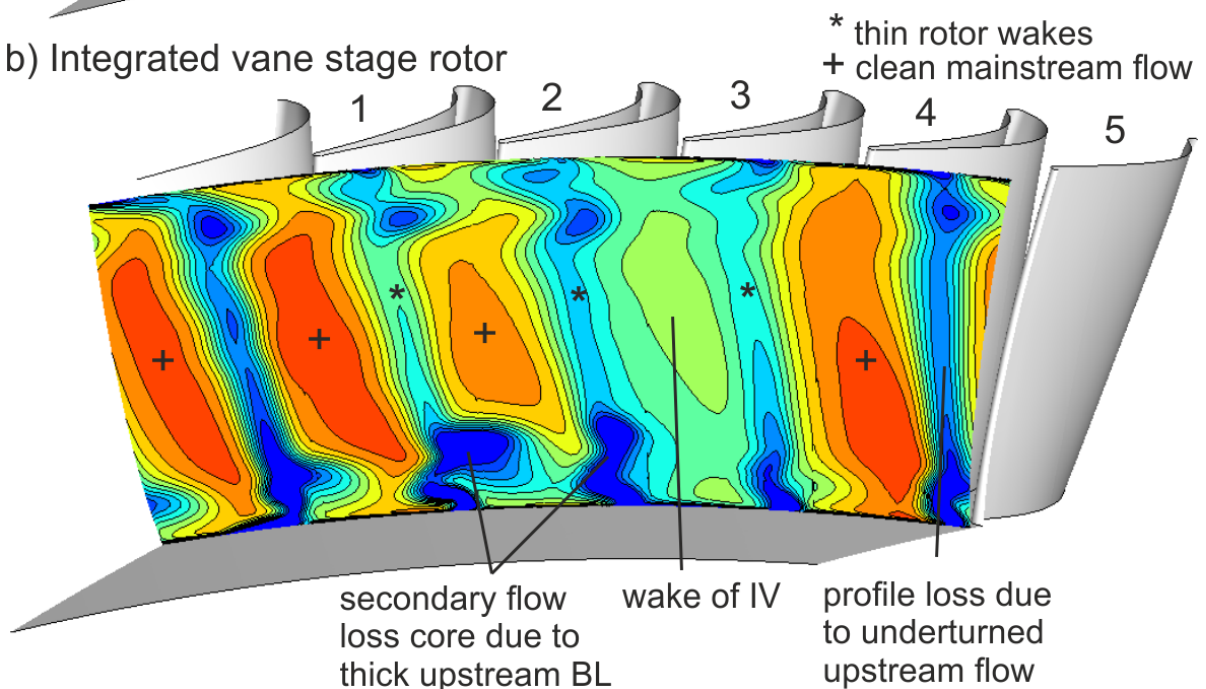 b) Integrated vane stage rotor
* thin rotor wakes
+ clean mainstream flow
1
2
3
4
5
*
*
*
+
+
+
+
secondary flow
loss core due to
thick upstream BL
wake of IV
profile loss due
to underturned
upstream flow